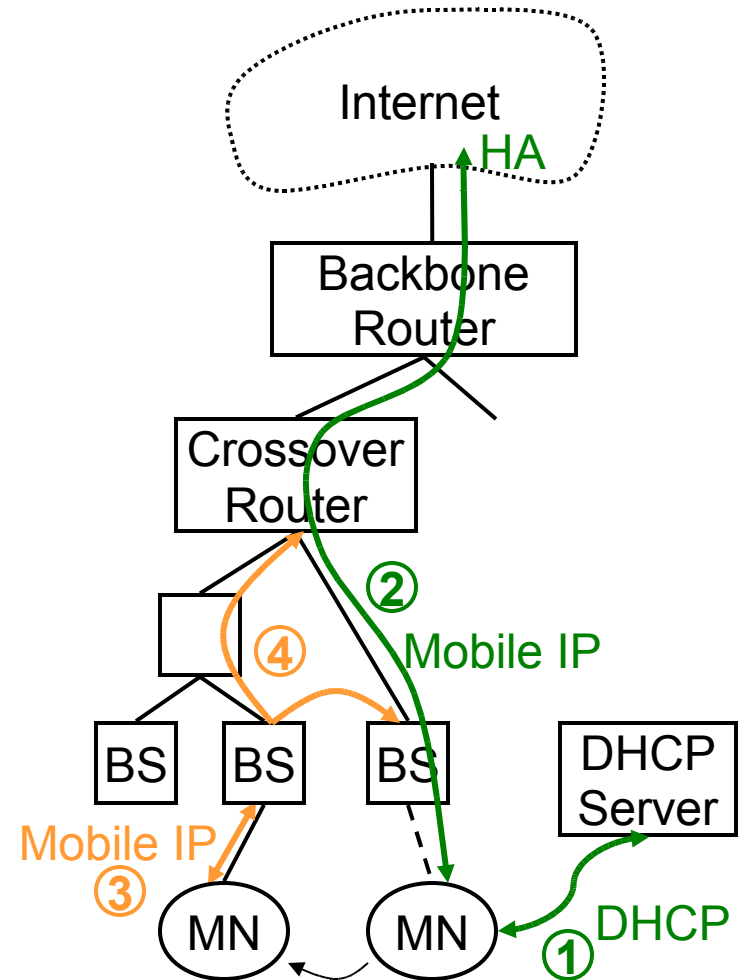 Internet
HA
Backbone
Router
Crossover
Router
②
④
Mobile IP
BS
BS
BS
DHCP
Server
Mobile IP
③
MN
MN
DHCP
①